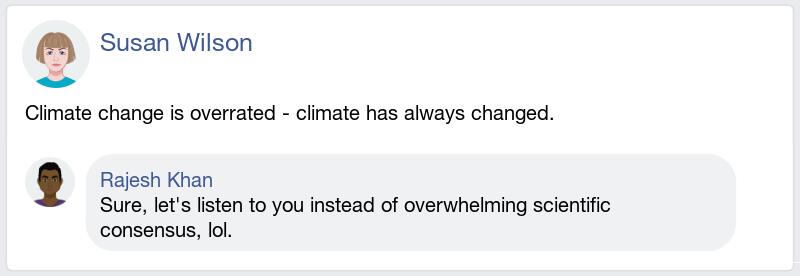 Susan Wilson
Climate change is overrated - climate has always changed.
Rajesh Khan
Sure, let's listen to you instead of overwhelming scientific
consensus, lol.